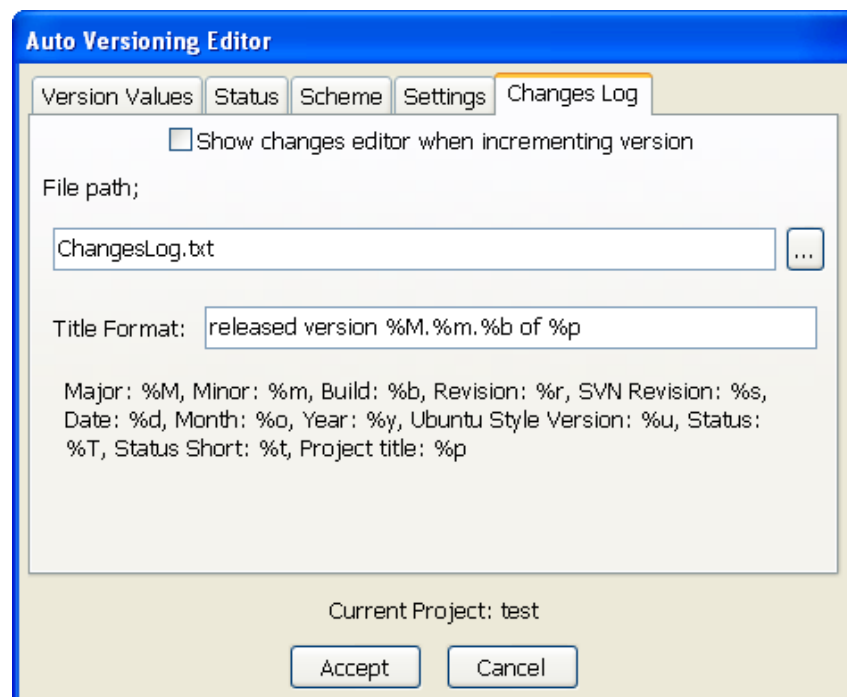 Auto Versioning Editor
Version Values Status Scheme Settings Changes Log
Show changes editor when incrementing version
File path;
ChangesLog.txt ...
Title Format: released version %M.%m.%b of %p
Major: %M, Minor: %m, Build: %b, Revision: %r, SVN Revision: %s,
Date: %d, Month: %o, Year: %y, Ubuntu Style Version: %u, Status:
%T, Status Short: %t, Project title: %p
Current Project: test
Accept Cancel